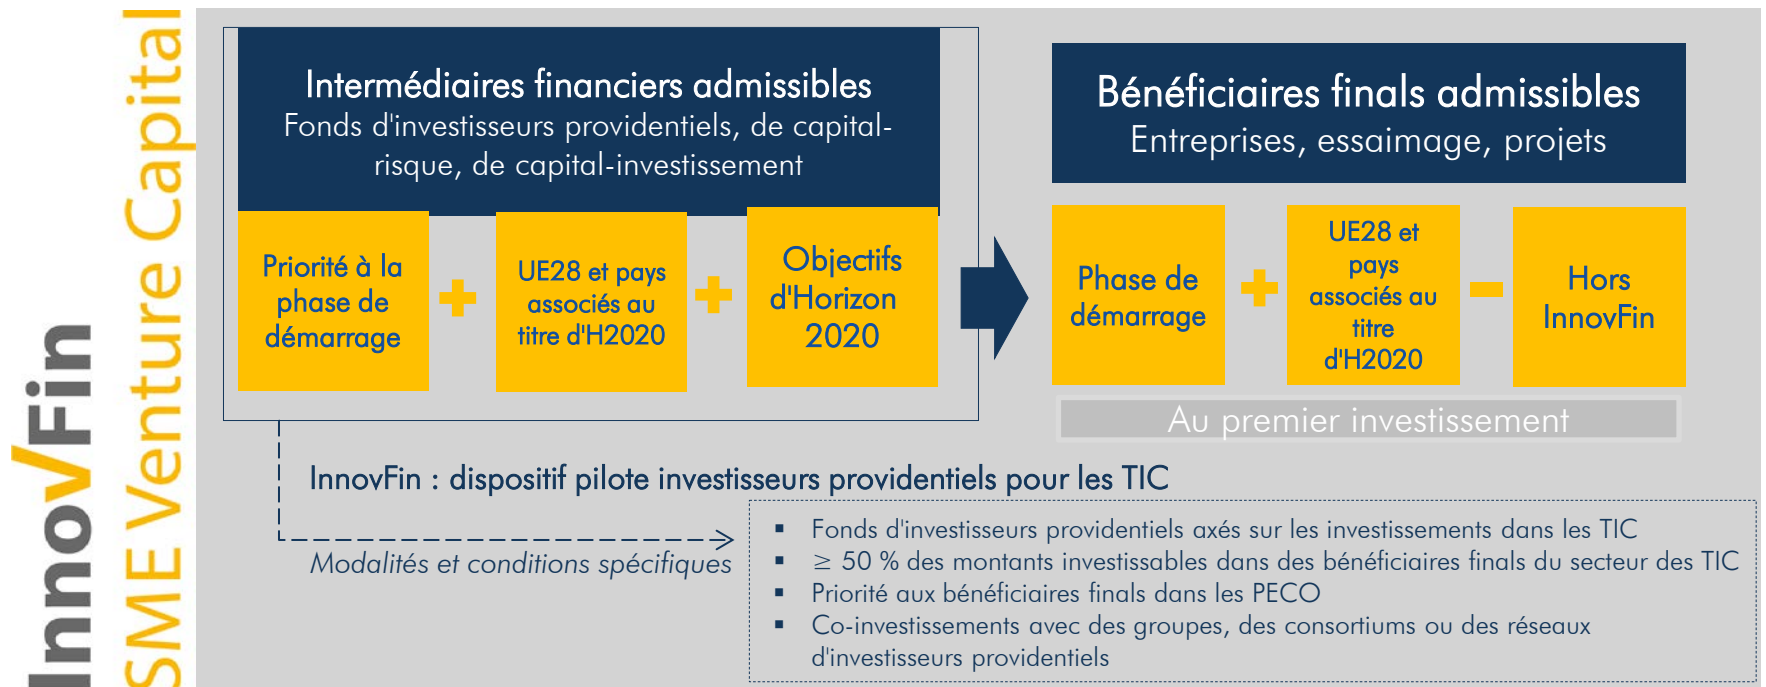 InnovFin
SME Venture Capital
Intermédiaires financiers admissibles
Fonds d'investisseurs providentiels, de capital-
risque, de capital-investissement
Priorité à la
phase de
démarrage
+
UE28 et pays
associés au
titre d'H2020
+
Objectifs
d'Horizon
2020
Bénéficiaires finals admissibles
Entreprises, essaimage, projets
Phase de
démarrage
+
UE28 et
pays
associés au
titre
d'H2020
-
Hors
InnovFin
Au premier investissement
InnovFin : dispositif pilote investisseurs providentiels pour les TIC
Modalités et conditions spécifiques
▪ Fonds d'investisseurs providentiels axés sur les investissements dans les TIC
▪ ≥ 50 % des montants investissables dans des bénéficiaires finals du secteur des TIC
▪ Priorité aux bénéficiaires finals dans les PECO
▪ Co-investissements avec des groupes, des consortiums ou des réseaux
d'investisseurs providentiels